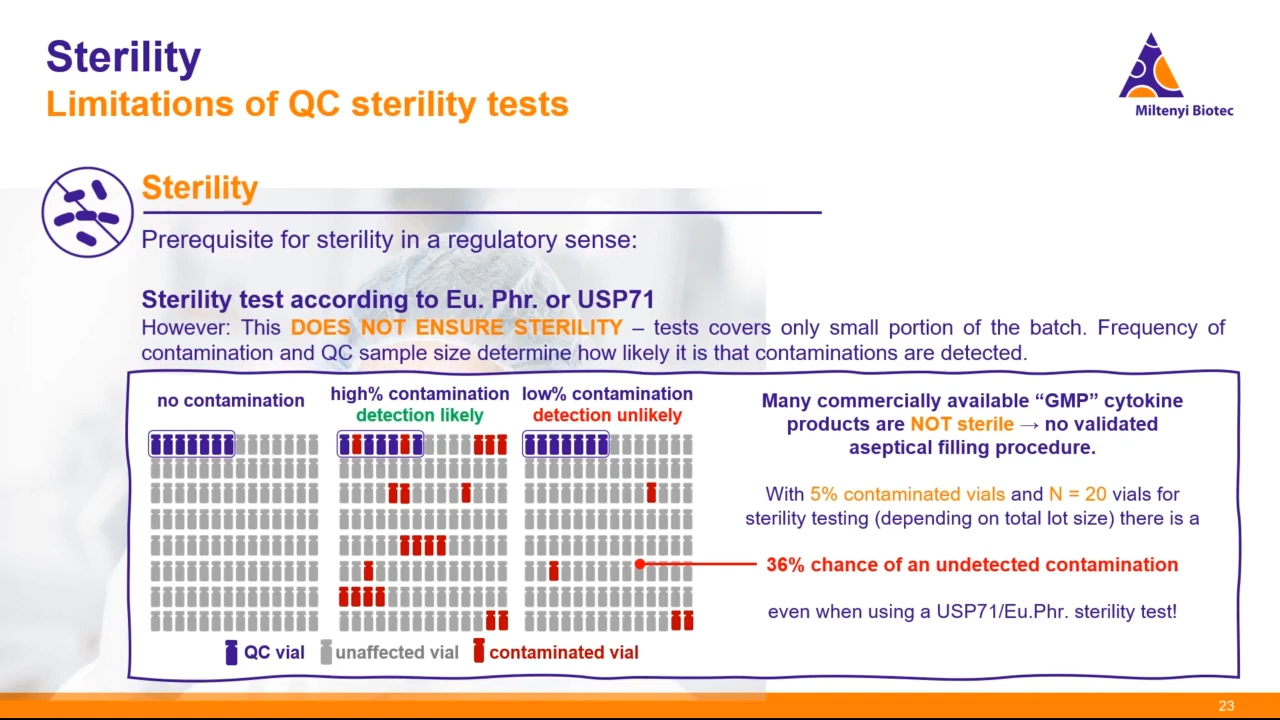 Sterility
Limitations of QC sterility tests
Miltenyi Biotec
Sterility
Prerequisite for sterility in a regulatory sense:
Sterility test according to Eu. Phr. or USP71
However: This DOES NOT ENSURE STERILITY – tests covers only small portion of the batch. Frequency of
contamination and QC sample size determine how likely it is that contaminations are detected.
no contamination
high% contamination
detection likely
low% contamination
detection unlikely
QC vial
unaffected vial
contaminated vial
Many commercially available “GMP” cytokine
products are NOT sterile → no validated
aseptical filling procedure.
With 5% contaminated vials and N = 20 vials for
sterility testing (depending on total lot size) there is a
36% chance of an undetected contamination
even when using a USP71/Eu.Phr. sterility test!
23